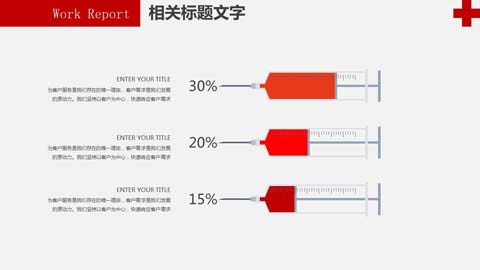 Work Report
相关标题文字
ENTER YOUR TITLE
为客户服务是我们存在的唯一理由，客户需求是我们发展
的原动力。我们坚持以客户为中心，快速响应客户需求
30%
ENTER YOUR TITLE
为客户服务是我们存在的唯一理由，客户需求是我们发展
的原动力。我们坚持以客户为中心，快速响应客户需求
20%
ENTER YOUR TITLE
为客户服务是我们存在的唯一理由，客户需求是我们发展
的原动力。我们坚持以客户为中心，快速响应客户需求
15%